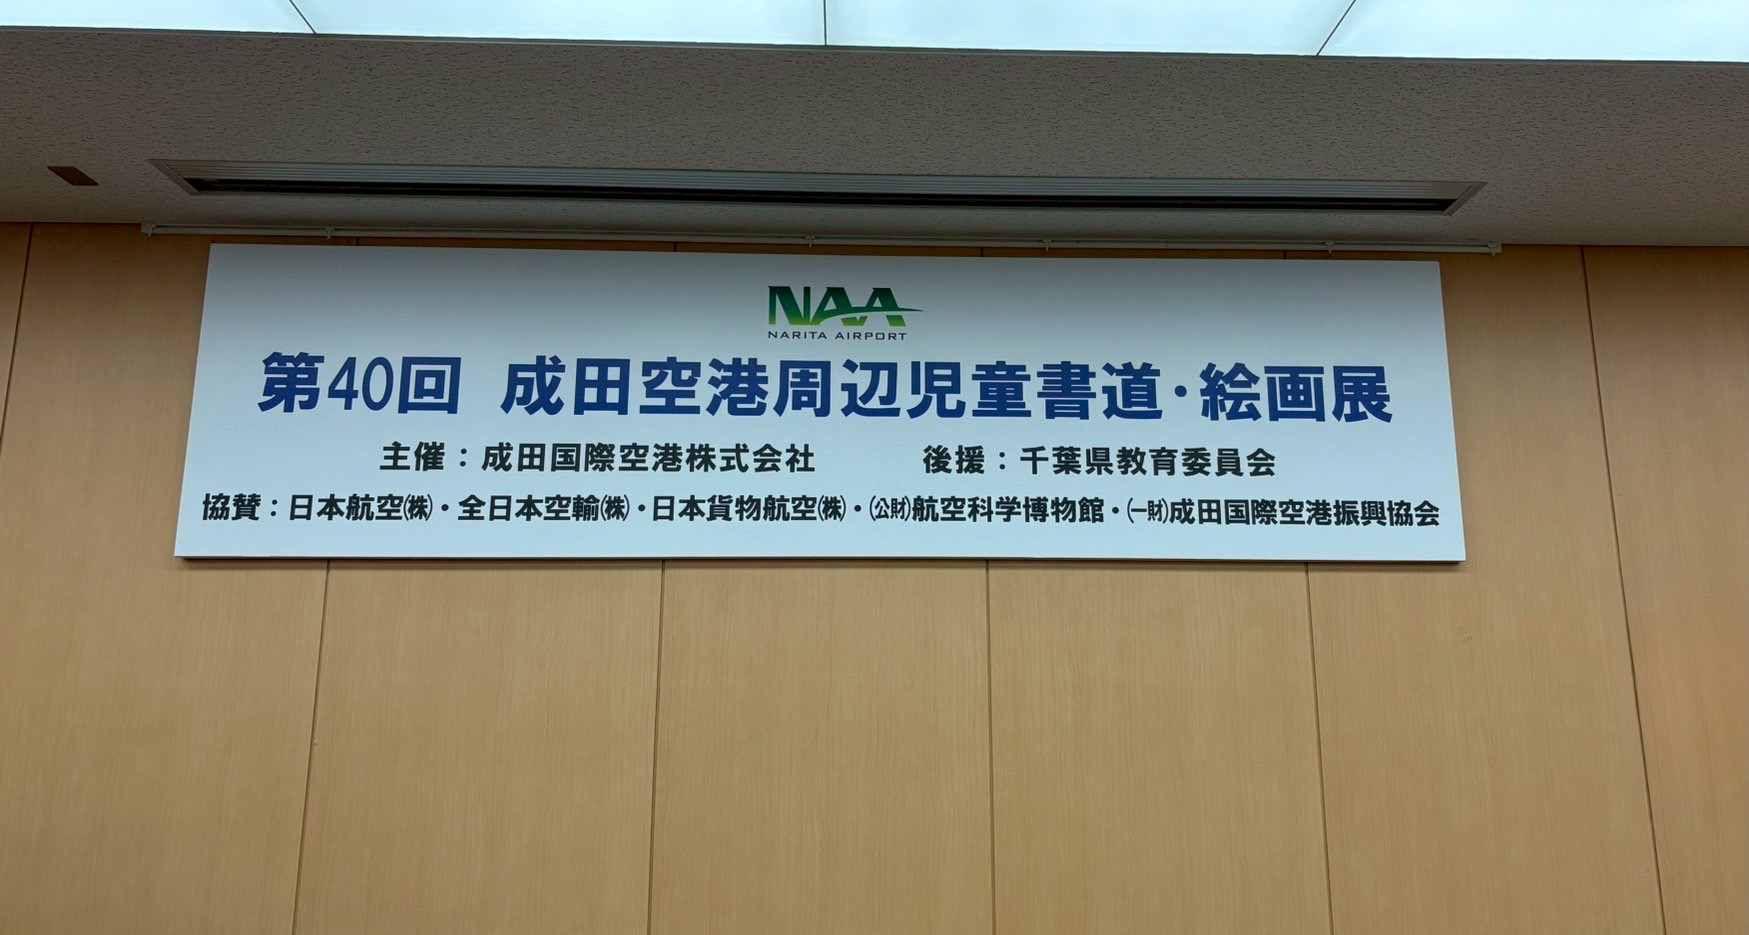 NAA
NARITA AIRPORT
第40回 成田空港周辺児童書道・絵画展
主催：成田国際空港株式会社 後援：千葉県教育委員会
協賛：日本航空㈱・全日本空輸㈱・日本貨物航空㈱・(公財)航空科学博物館・(一財)成田国際空港振興協会